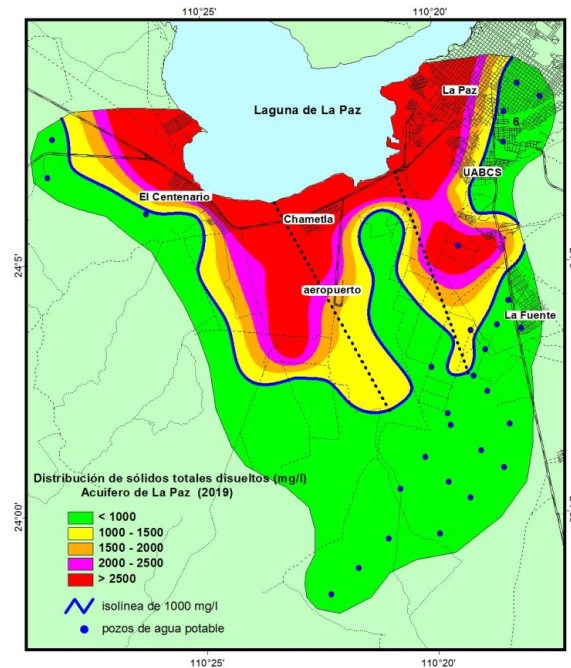 110°25'
110°20'
La Paz
Laguna de La Paz
6
UABCS
El Centenario
Chametla
24°5'
aeropuerto
La Fuente
Distribución de sólidos totales disueltos (mg/l)
Acuífero de La Paz (2019)
24°00'
< 1000
1000 - 1500
1500 - 2000
2000 - 2500
> 2500
isolínea de 1000 mg/l
pozos de agua potable
110°25'
110°20'